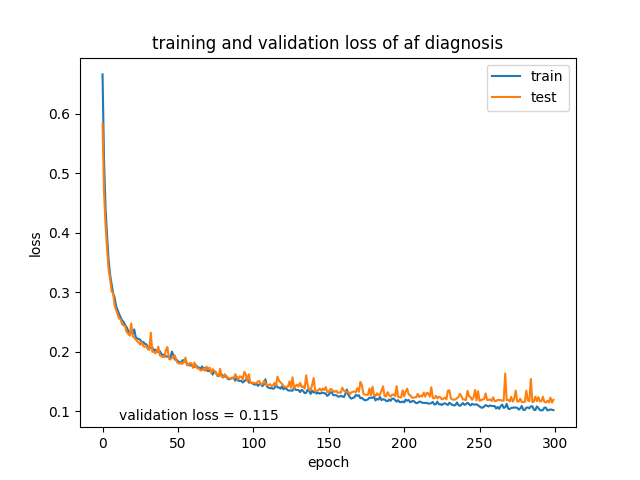 training and validation loss of af diagnosis
train
test
loss
0.6
0.5
0.4
0.3
0.2
0.1
validation loss = 0.115
0
50
100
150
200
250
300
epoch